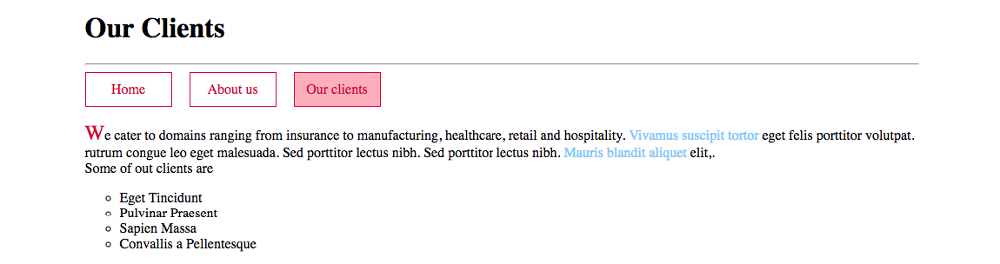 Our Clients
Home About us Our clients
We cater to domains ranging from insurance to manufacturing, healthcare, retail and hospitality. Vivamus suscipit tortor eget felis porttitor volutpat.
rutrum congue leo eget malesuada. Sed porttitor lectus nibh. Sed porttitor lectus nibh. Mauris blandit aliquet elit,.
Some of out clients are
Eget Tincidunt
Pulvinar Praesent
Sapien Massa
Convallis a Pellentesque